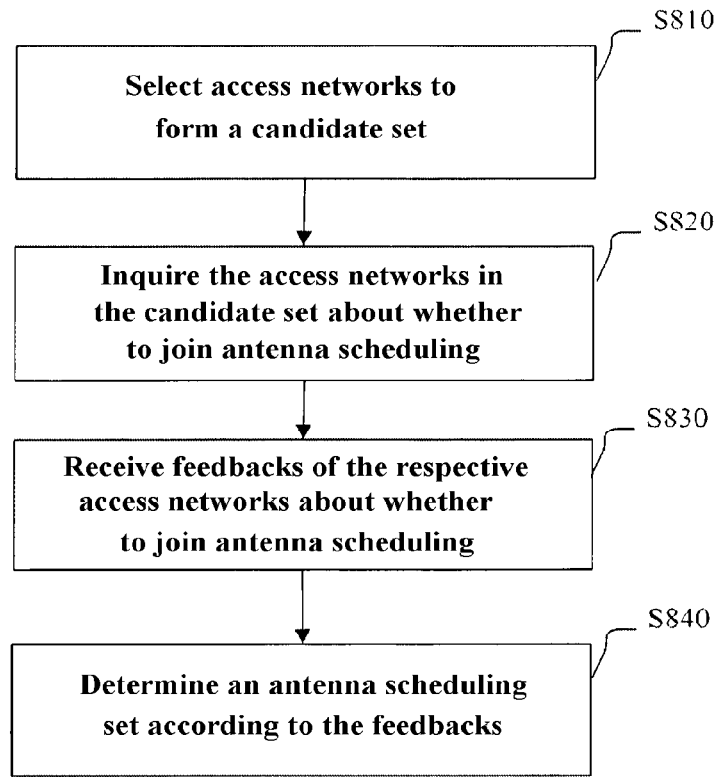 S810
Select access networks to
form a candidate set
S820
Inquire the access networks in
the candidate set about whether
to join antenna scheduling
S830
Receive feedbacks of the respective
access networks about whether
to join antenna scheduling
S840
Determine an antenna scheduling
set according to the feedbacks